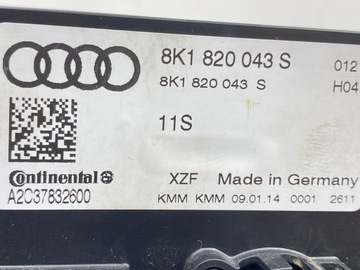 8K1 820 043 S 012
8K1 820 043 S H04
11S
Continental
A2C37832600
XZF Made in Germany
KMM KMM 09.01.14 0001 2611